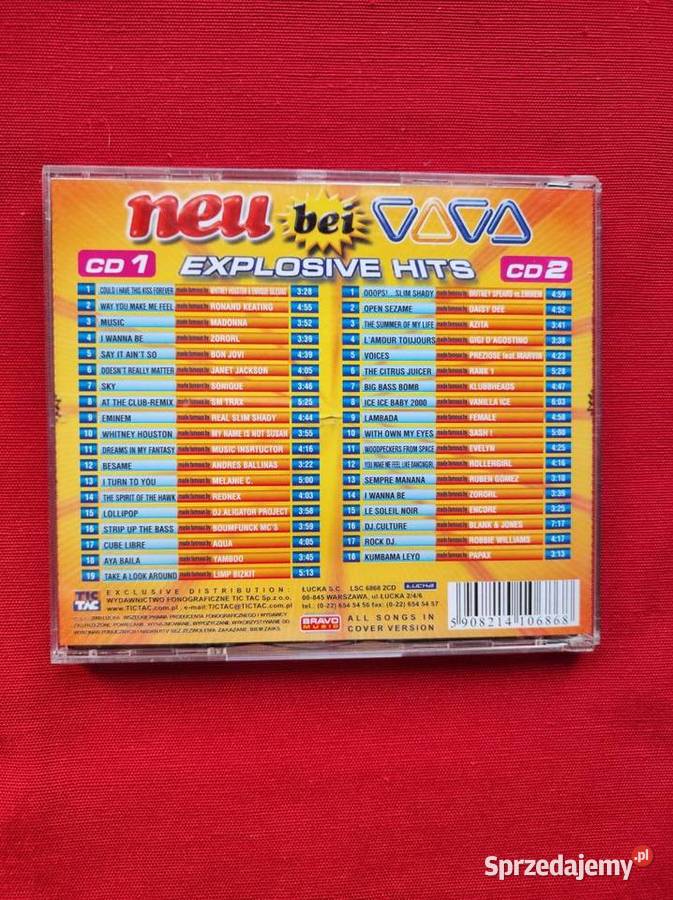 neu bei VIVA
CD 1 EXPLOSIVE HITS CD 2
1 COULD I HAVE THIS KISS FOREVER made famous by WHITNEY HOUSTON & ENRIQUE IGLESIAS 3:28
2 WAY YOU MAKE ME FEEL made famous by RONAND KEATING 4:55
3 MUSIC made famous by MADONNA 3:52
4 I WANNA BE made famous by ZORORL 3:39
5 SAY IT AIN'T SO made famous by BON JOVI 4:39
6 DOESN'T REALLY MATTER made famous by JANET JACKSON 4:05
7 SKY made famous by SONIQUE 3:46
8 AT THE CLUB-REMIX made famous by SM TRAX 5:25
9 EMINEM made famous by REAL SLIM SHADY 4:44
10 WHITNEY HOUSTON made famous by MY NAME IS NOT SUSAN 3:55
11 DREAMS IN MY FANTASY made famous by MUSIC INSRTUCTOR 4:16
12 BESAME made famous by ANDRES BALLINAS 3:22
13 I TURN TO YOU made famous by MELANIE C. 5:00
14 THE SPIRIT OF THE HAWK made famous by REDNEX 4:03
15 LOLLIPOP made famous by DJ ALIGATOR PROJECT 3:58
16 STRIP UP THE BASS made famous by BOUMFUNCK MC'S 3:59
17 CUBE LIBRE made famous by AQUA 4:05
18 AYA BAILA made famous by YAMBOO 3:45
19 TAKE A LOOK AROUND made famous by LIMP BIZKIT 5:13
1 OOOPS!... SLIM SHADY made famous by BRITNEY SPEARS vs. EMINEM 4:59
2 OPEN SEZAME made famous by DAISY DEE 4:52
3 THE SUMMER OF MY LIFE made famous by AZITA 3:41
4 L'AMOUR TOUJOURS made famous by GIGI D'AGOSTINO 3:38
5 VOICES made famous by PREZIOSE feat. MARVIN 4:23
6 THE CITRUS JUICER made famous by RANK 1 5:28
7 BIG BASS BOMB made famous by KLUBBHEADS 4:47
8 ICE ICE BABY 2000 made famous by VANILLA ICE 6:03
9 LAMBADA made famous by FEMALE 4:58
10 WITH OWN MY EYES made famous by SASH ! 5:00
11 WOODPECKERS FROM SPACE made famous by EVELYN 4:25
12 YOU MAKE ME FEEL LIKE DANCING made famous by ROLLERGIRL 4:16
13 SEMPRE MANANA made famous by RUBEN GÓMEZ 3:18
14 I WANNA BE made famous by ZORORL 3:39
15 LE SOLEIL NOIR made famous by ENCORE 3:25
16 DJ.CULTURE made famous by BLANK & JONES 7:17
17 ROCK DJ made famous by ROBBIE WILLIAMS 4:17
18 KUMBAMA LEYO made famous by PAPAX 3:13
TIC TAC
EXCLUSIVE DISTRIBUTION:
WYDAWNICTWO FONOGRAFICZNE TIC TAC Sp.z o.o.
.com.pl , e-mail:TICTAC@TICTAC.com.pl
ŁUCKA S.C. LSC 6868 2CD ŁUCKA
00-845 WARSZAWA, ul.ŁUCKA 2/4/6
tel.: (0-22) 654 54 56 fax: (0-22) 654 54 57
BRAVO MUSIC
ALL SONGS IN
COVER VERSION
5 908214 106868
Sprzedajemy.pl